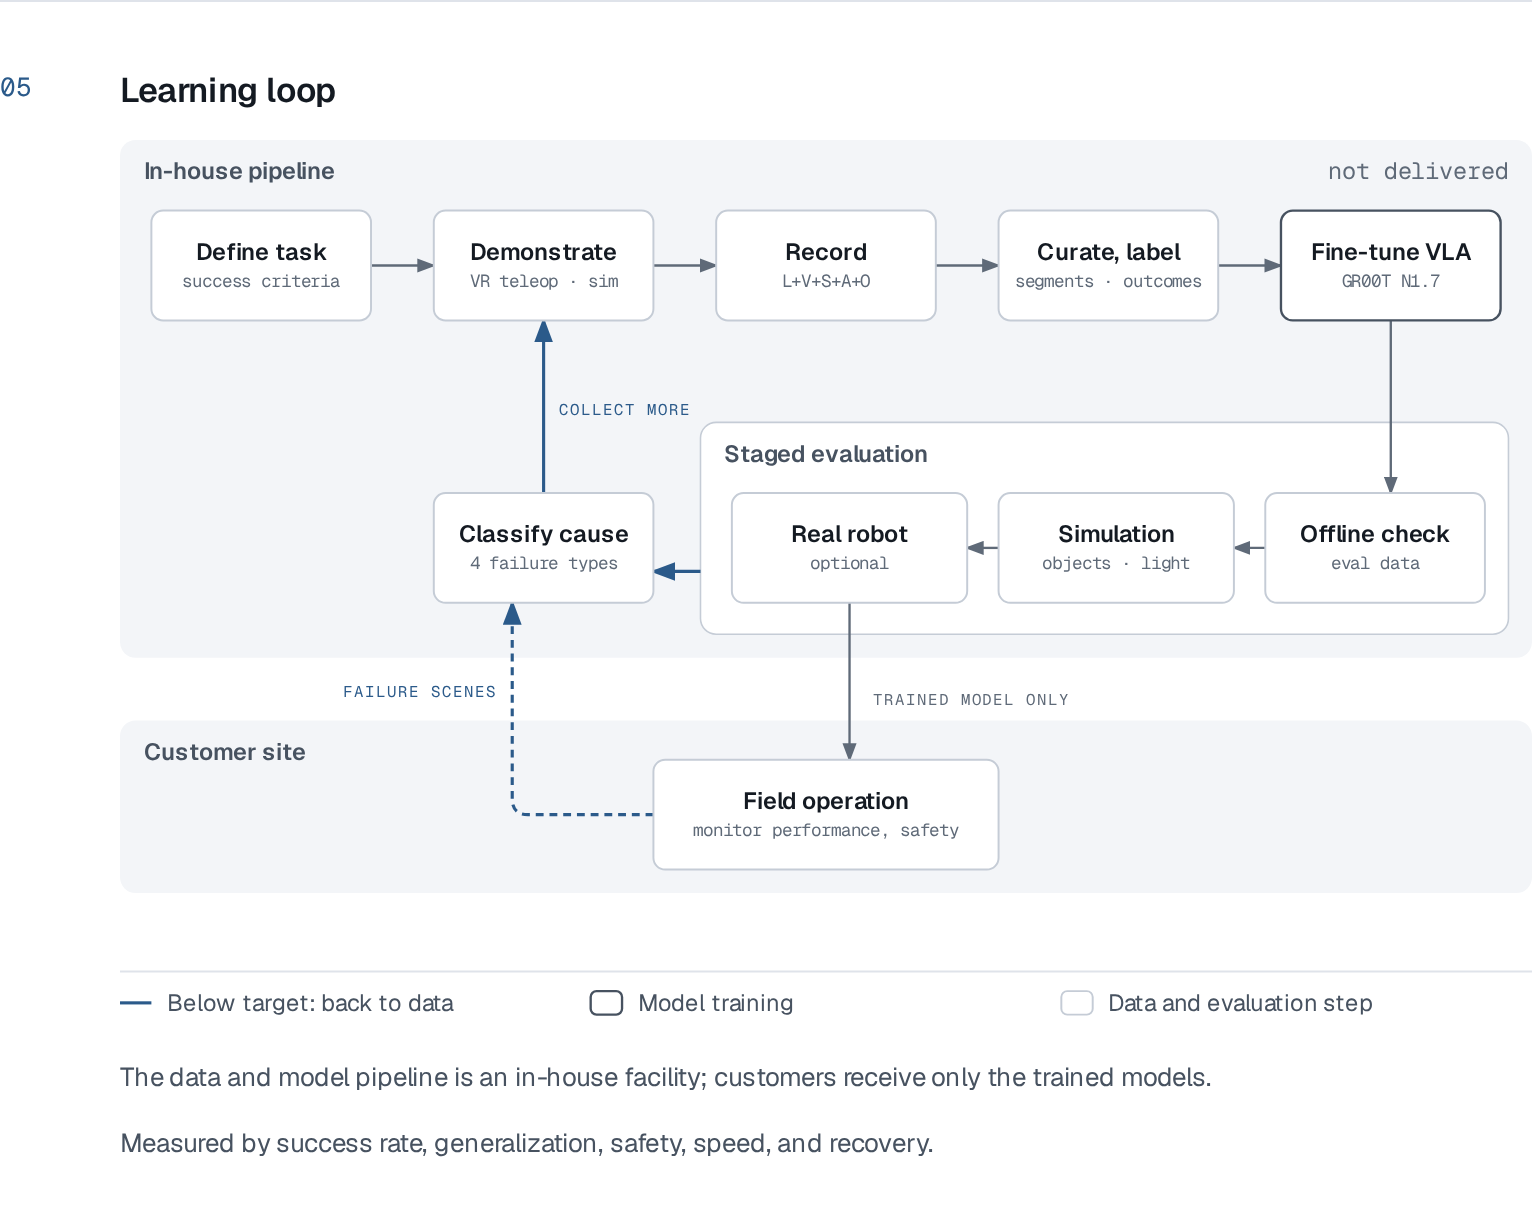 05
Learning loop
In-house pipeline
not delivered
Define task
success criteria
Demonstrate
VR teleop · sim
Record
L+V+S+A+O
Curate, label
segments · outcomes
Fine-tune VLA
GR00T N1.7
COLLECT MORE
Staged evaluation
Classify cause
4 failure types
Real robot
optional
Simulation
objects · light
Offline check
eval data
FAILURE SCENES
TRAINED MODEL ONLY
Customer site
Field operation
monitor performance, safety
Below target: back to data
Model training
Data and evaluation step
The data and model pipeline is an in-house facility; customers receive only the trained models.
Measured by success rate, generalization, safety, speed, and recovery.